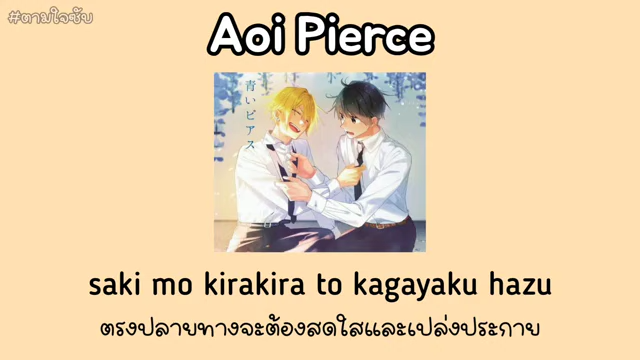 #ตามใจซับ
Aoi Pierce
青いピアス
saki mo kirakira to kagayaku hazu
ตรงปลายทางจะต้องสดใสและเปล่งประกาย